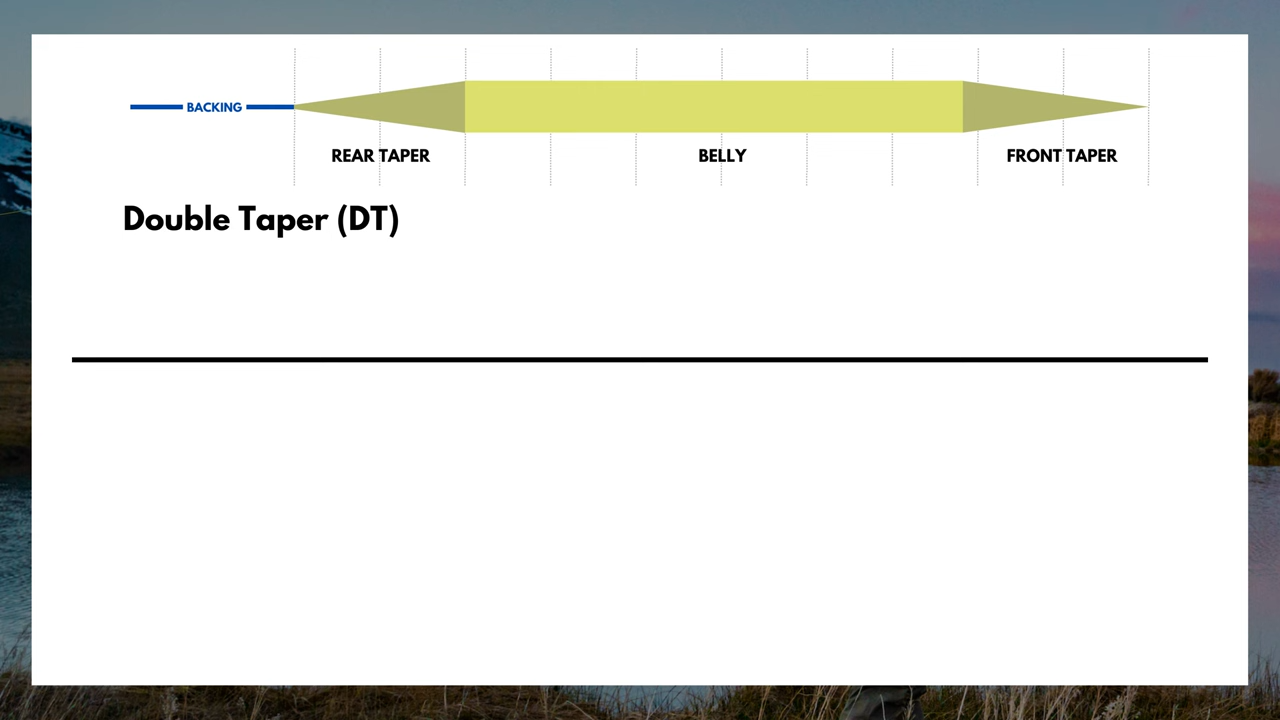 BACKING
REAR TAPER
BELLY
FRONT TAPER
Double Taper (DT)